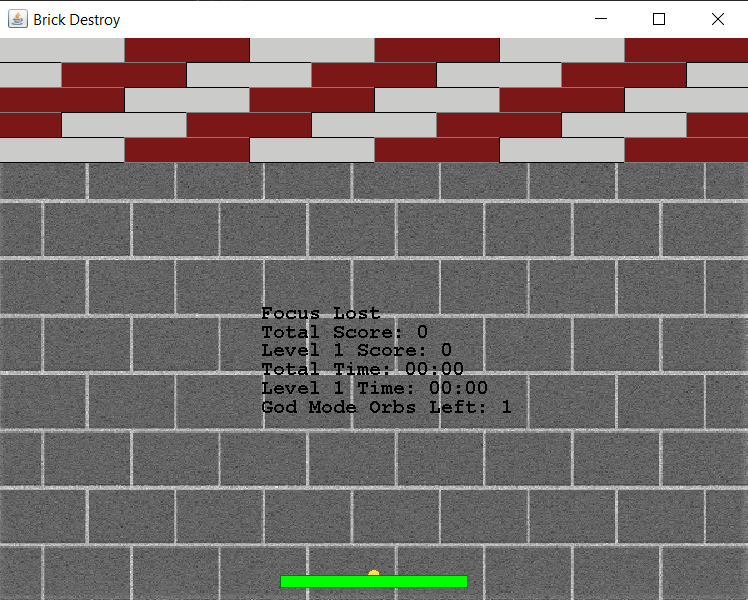 Brick Destroy
Focus Lost
Total Score: 0
Level 1 Score: 0
Total Time: 00:00
Level 1 Time: 00:00
God Mode Orbs Left: 1